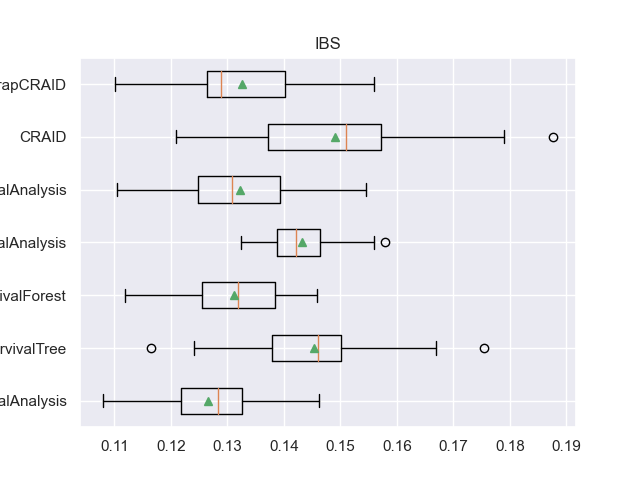 IBS
rapCRAID
CRAID
alAnalysis
alAnalysis
ivalForest
rvivalTree
alAnalysis
0.11 0.12 0.13 0.14 0.15 0.16 0.17 0.18 0.19